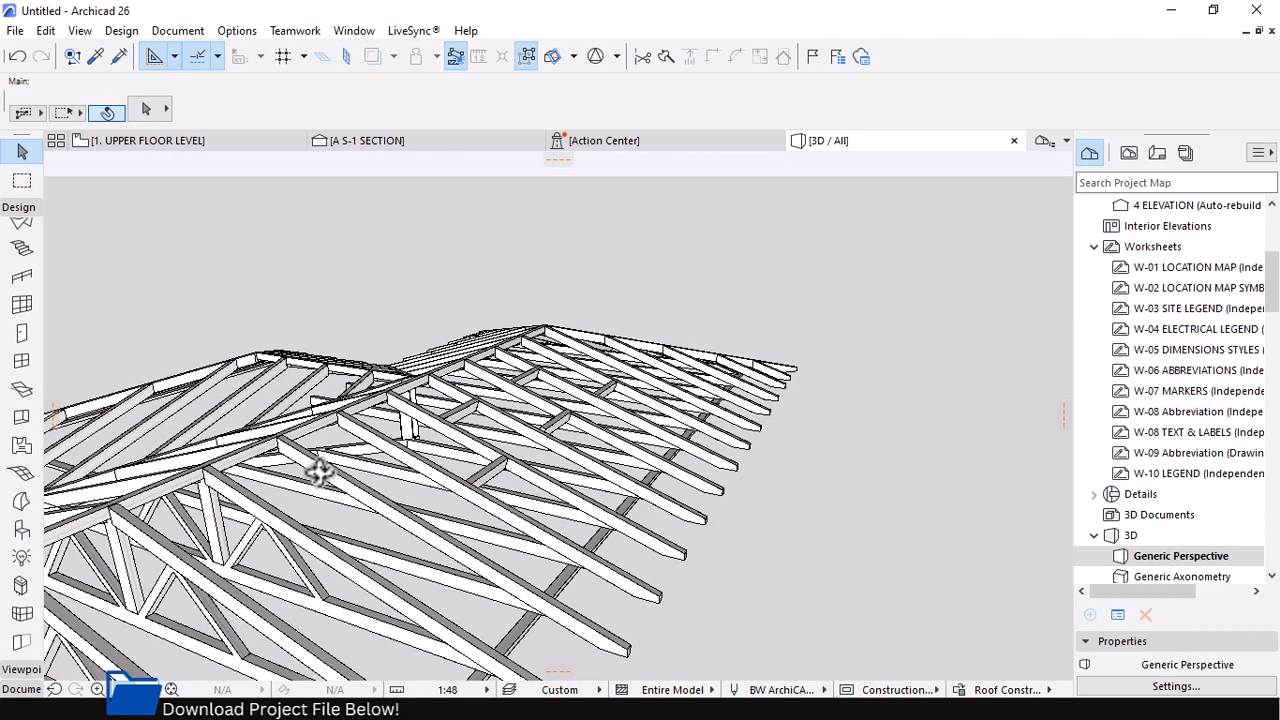 Untitled - Archicad 26
File Edit View Design Document Options Teamwork Window LiveSync® Help
Main:
[1. UPPER FLOOR LEVEL] [A S-1 SECTION] [Action Center] [3D / All]
Design
Search Project Map
4 ELEVATION (Auto-rebuild
Interior Elevations
Worksheets
W-01 LOCATION MAP (Inde
W-02 LOCATION MAP SYMB
W-03 SITE LEGEND (Indepen
W-04 ELECTRICAL LEGEND (
W-05 DIMENSIONS STYLES (
W-06 ABBREVIATIONS (Inde
W-07 MARKERS (Independen
W-08 Abbreviation (Indepe
W-08 TEXT & LABELS (Indep
W-09 Abbreviation (Drawin
W-10 LEGEND (Independen
Details
3D Documents
3D
Generic Perspective
Generic Axonometry
Properties
Generic Perspective
Settings...
Viewpoi
Docume
N/A N/A 1:48 Custom Entire Model BW ArchiCA... Construction... Roof Constr...
Download Project File Below!